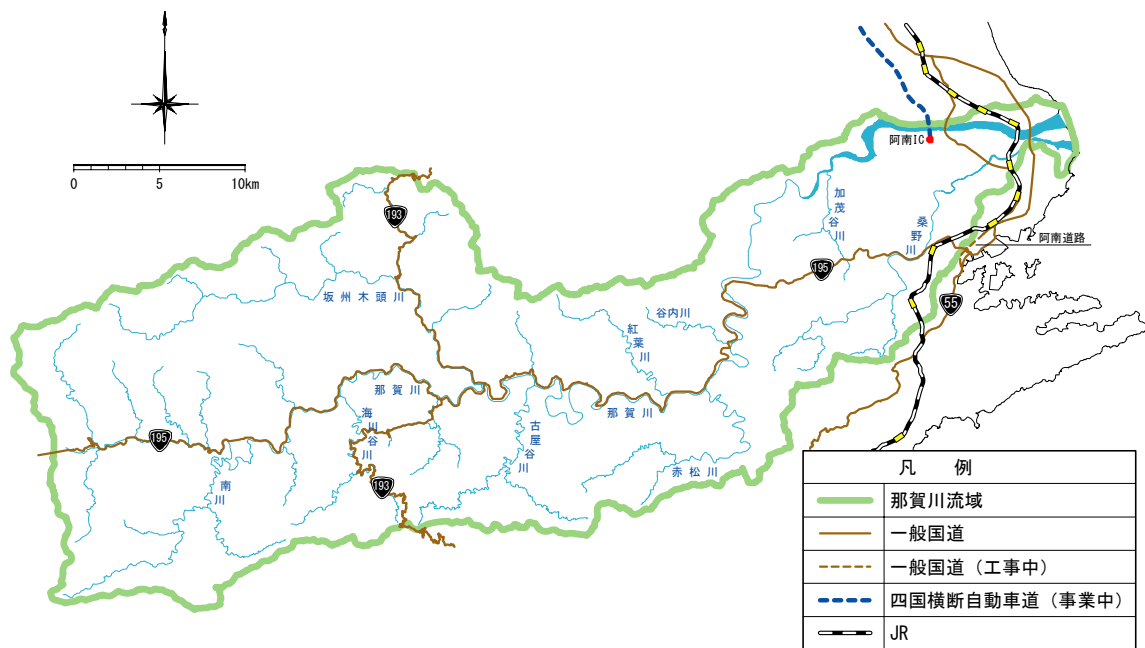 阿南IC
0
5
10km
193
加茂谷川
桑野川
阿南道路
195
坂州木頭川
55
谷内川
紅葉川
那賀川
那賀川
海川谷川
古屋谷川
195
赤松川
南川
193
凡 例
那賀川流域
一般国道
一般国道（工事中）
四国横断自動車道（事業中）
JR